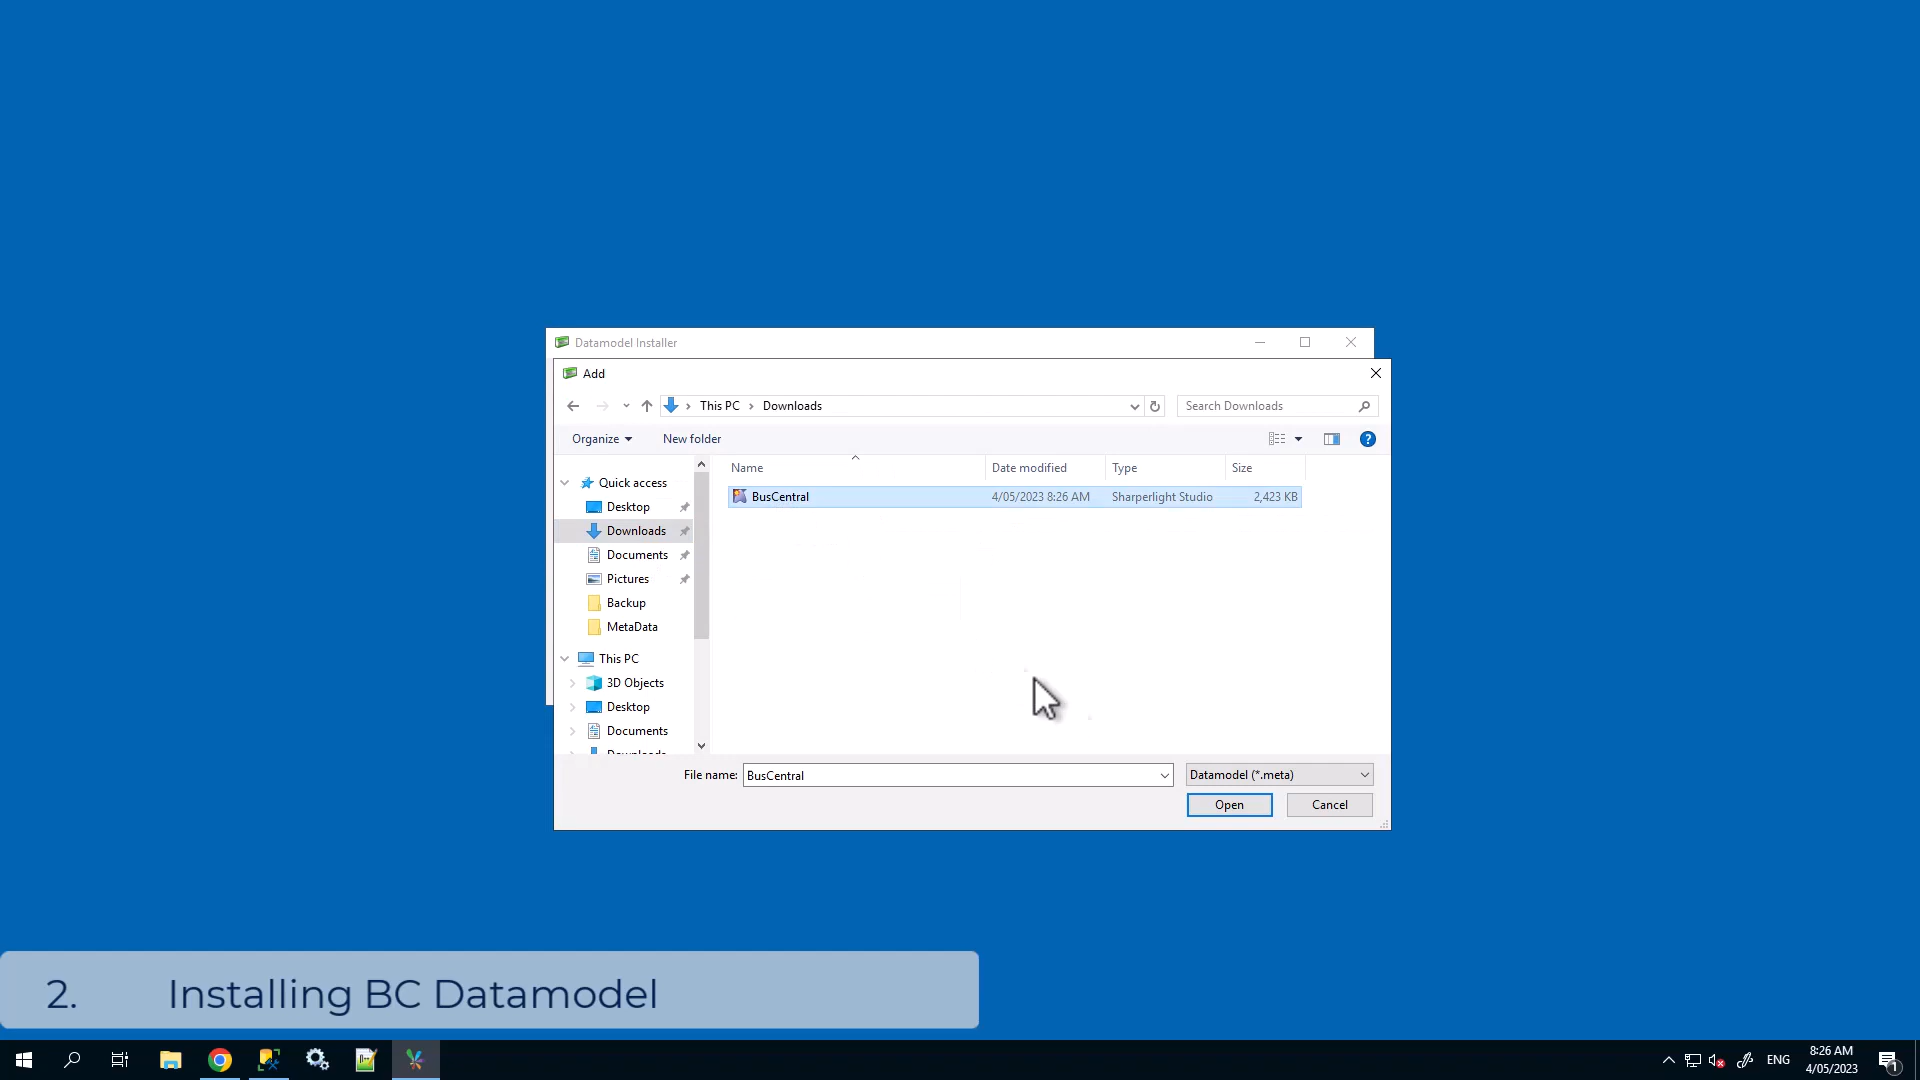 Datamodel Installer
Add
This PC
Downloads
Search Downloads
Organize
New folder
?
Name
Date modified
Type
Size
BusCentral
4/05/2023 8:26 AM
Sharperlight Studio
2,423 KB
Quick access
Desktop
Downloads
Documents
Pictures
Backup
MetaData
This PC
3D Objects
Desktop
Documents
Downloads
File name:
BusCentral
Datamodel (*.meta)
Open
Cancel
2. Installing BC Datamodel
ENG
8:26 AM
4/05/2023
1